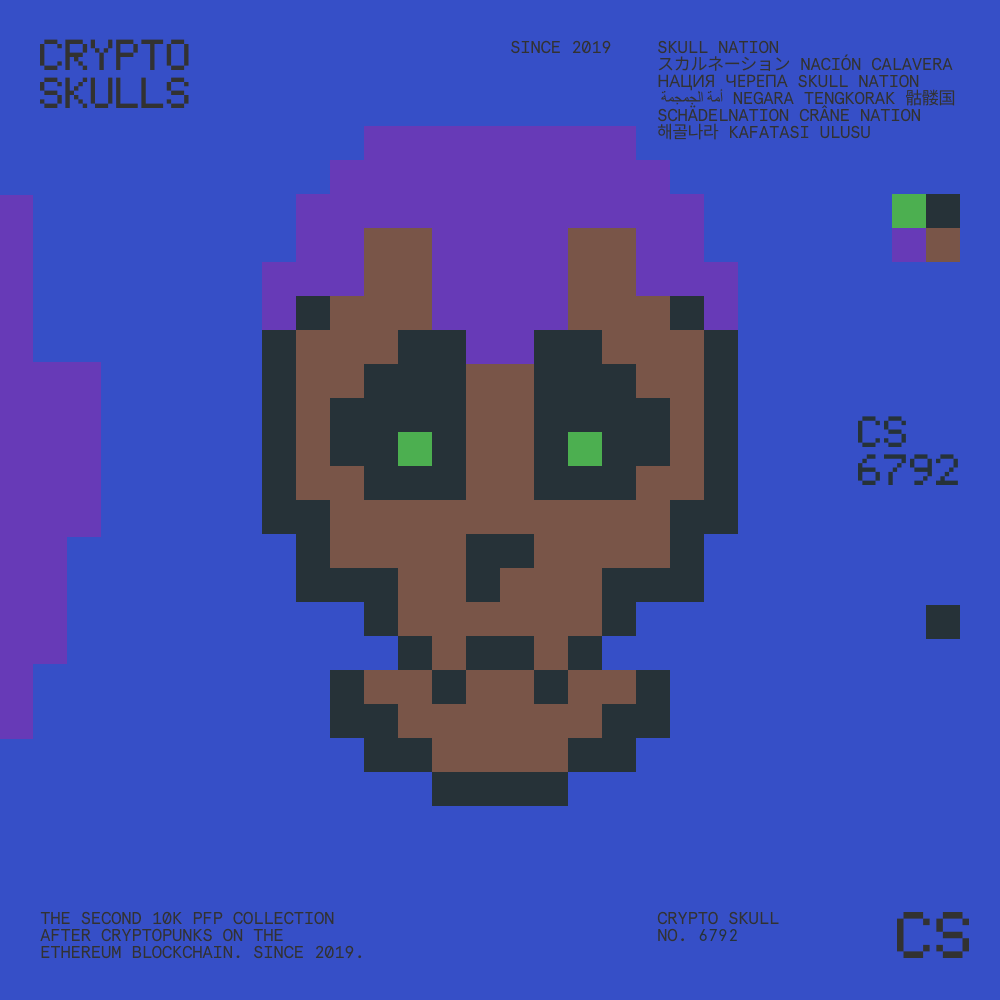 CRYPTO
SKULLS
SINCE 2019
SKULL NATION
スカルネーション NACIÓN CALAVERA
НАЦИЯ ЧЕРЕПА SKULL NATION
أمة الجمجمة NEGARA TENGKORAK 骷髅国
SCHÄDELNATION CRÂNE NATION
해골나라 KAFATASI ULUSU
CS
6792
THE SECOND 10K PFP COLLECTION
AFTER CRYPTOPUNKS ON THE
ETHEREUM BLOCKCHAIN. SINCE 2019.
CRYPTO SKULL
NO. 6792
CS